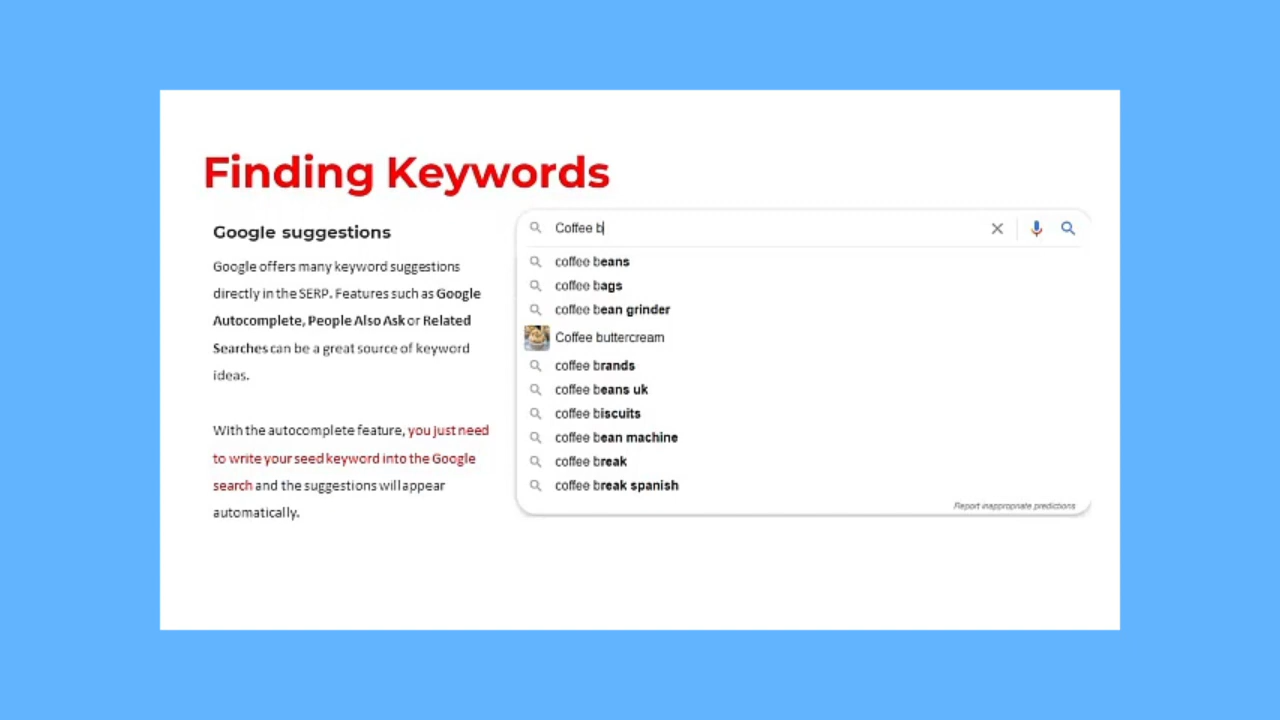 Finding Keywords
Google suggestions
Google offers many keyword suggestions
directly in the SERP. Features such as Google
Autocomplete, People Also Ask or Related
Searches can be a great source of keyword
ideas.
With the autocomplete feature, you just need
to write your seed keyword into the Google
search and the suggestions will appear
automatically.
Coffee b
coffee beans
coffee bags
coffee bean grinder
Coffee buttercream
coffee brands
coffee beans uk
coffee biscuits
coffee bean machine
coffee break
coffee break spanish
Report inappropriate predictions